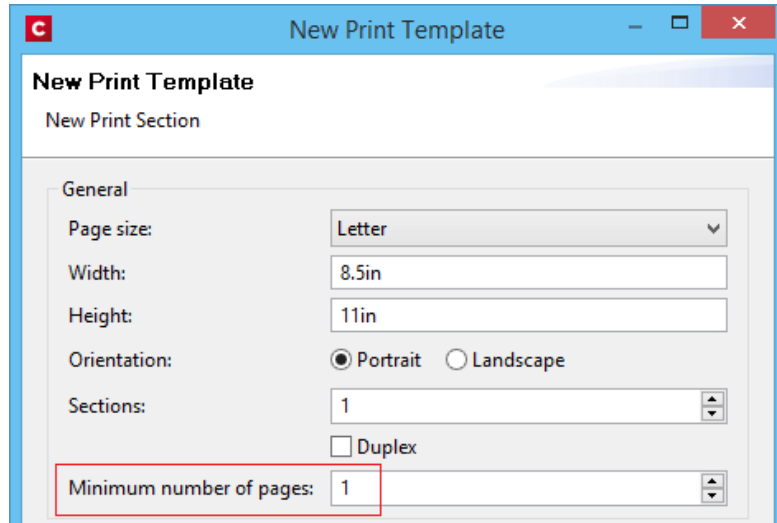 C New Print Template
New Print Template
New Print Section
General
Page size: Letter
Width: 8.5in
Height: 11in
Orientation: Portrait Landscape
Sections: 1
Duplex
Minimum number of pages: 1